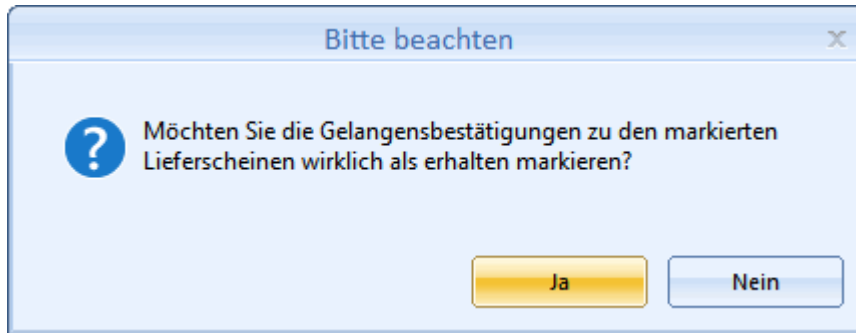 Bitte beachten
Möchten Sie die Gelangensbestätigungen zu den markierten
Lieferscheinen wirklich als erhalten markieren?
Ja
Nein